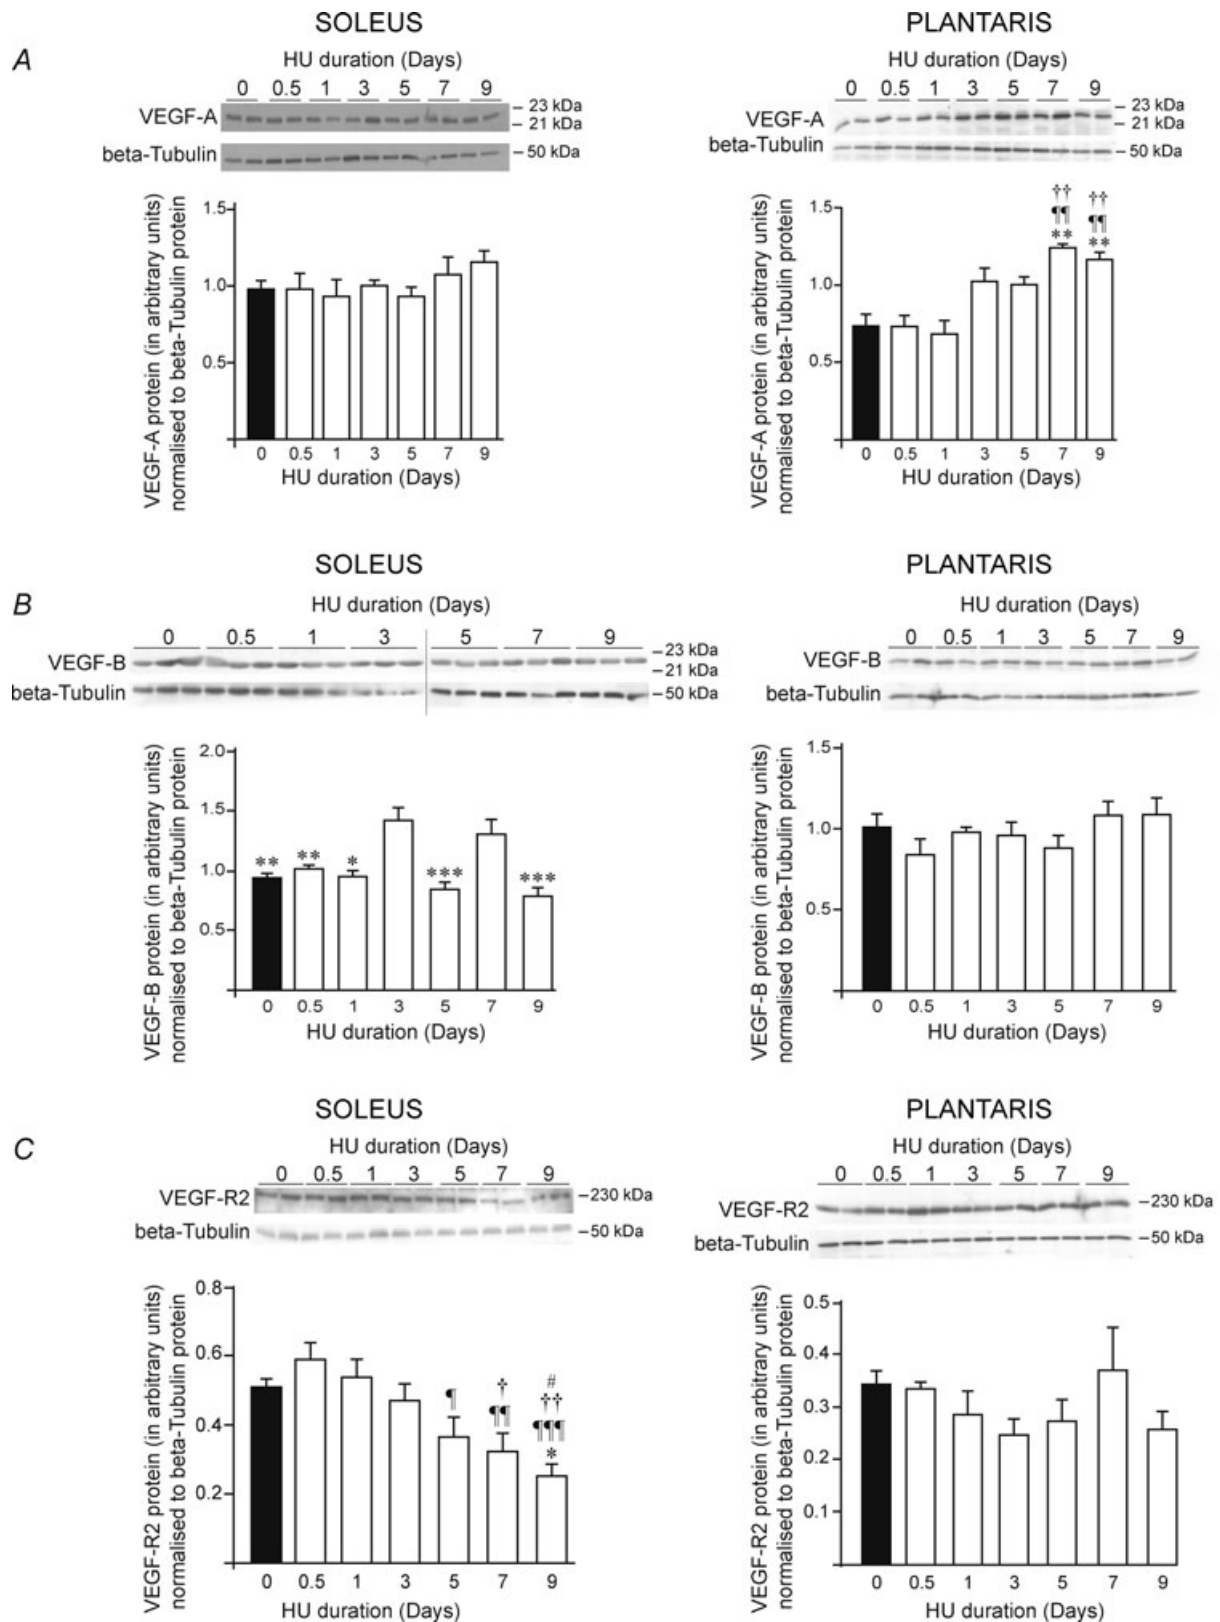 SOLEUS
HU duration (Days)
A
0 0.5 1 3 5 7 9
VEGF-A
– 23 kDa
– 21 kDa
beta-Tubulin
– 50 kDa
VEGF-A protein (in arbitrary units)
normalised to beta-Tubulin protein
1.5
1.0
0.5
0 0.5 1 3 5 7 9
HU duration (Days)
PLANTARIS
HU duration (Days)
0 0.5 1 3 5 7 9
VEGF-A
– 23 kDa
– 21 kDa
beta-Tubulin
– 50 kDa
VEGF-A protein (in arbitrary units)
normalised to beta-Tubulin protein
1.5
1.0
0.5
†† ††
¶¶ ¶¶
** **
0 0.5 1 3 5 7 9
HU duration (Days)
SOLEUS
B
HU duration (Days)
0 0.5 1 3 5 7 9
VEGF-B
– 23 kDa
– 21 kDa
beta-Tubulin
– 50 kDa
VEGF-B protein (in arbitrary units)
normalised to beta-Tubulin protein
2.0
1.5
1.0
0.5
** ** * *** ***
0 0.5 1 3 5 7 9
HU duration (Days)
PLANTARIS
HU duration (Days)
0 0.5 1 3 5 7 9
VEGF-B
beta-Tubulin
VEGF-B protein (in arbitrary units)
normalised to beta-Tubulin protein
1.5
1.0
0.5
0 0.5 1 3 5 7 9
HU duration (Days)
SOLEUS
C
HU duration (Days)
0 0.5 1 3 5 7 9
VEGF-R2
–230 kDa
beta-Tubulin
–50 kDa
VEGF-R2 protein (in arbitrary units)
normalised to beta-Tubulin protein
0.8
0.6
0.4
0.2
#
† ††
¶ ¶¶ ¶¶¶
*
0 0.5 1 3 5 7 9
HU duration (Days)
PLANTARIS
HU duration (Days)
0 0.5 1 3 5 7 9
VEGF-R2
–230 kDa
beta-Tubulin
–50 kDa
VEGF-R2 protein (in arbitrary units)
normalised to beta-Tubulin protein
0.5
0.4
0.3
0.2
0.1
0 0.5 1 3 5 7 9
HU duration (Days)